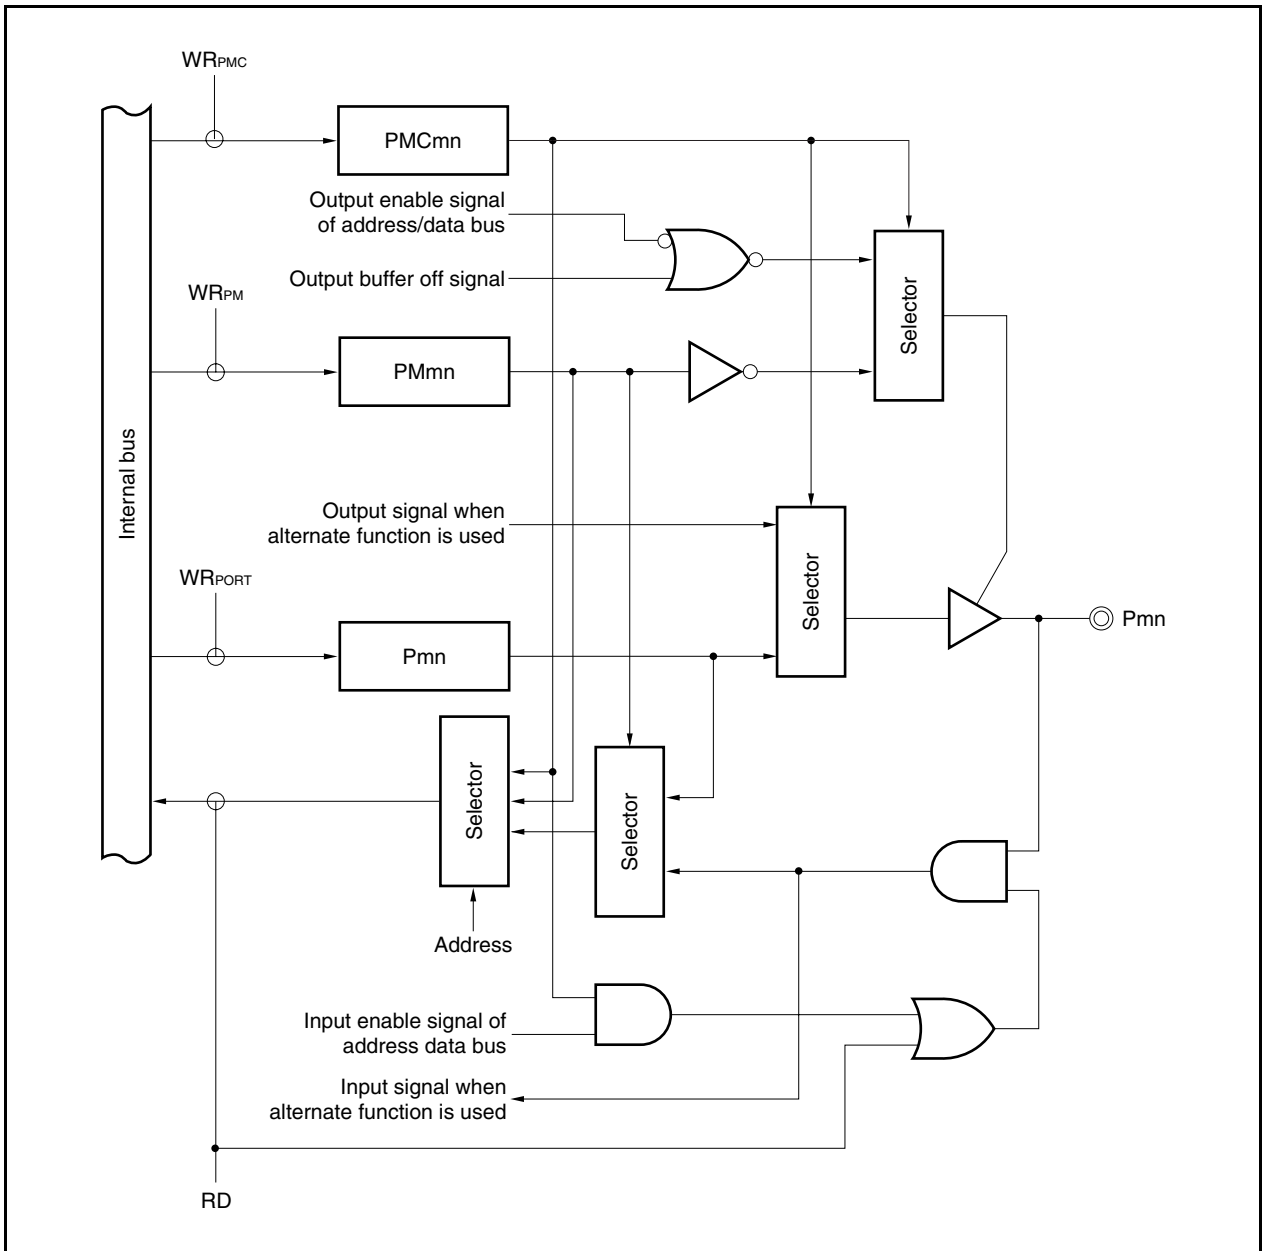 WRPMC
PMCmn
Output enable signal
of address/data bus
Output buffer off signal
Selector
WRPM
PMmn
Internal bus
Output signal when
alternate function is used
Selector
WRPORT
Pmn
Pmn
Selector
Selector
Address
Input enable signal of
address data bus
Input signal when
alternate function is used
RD